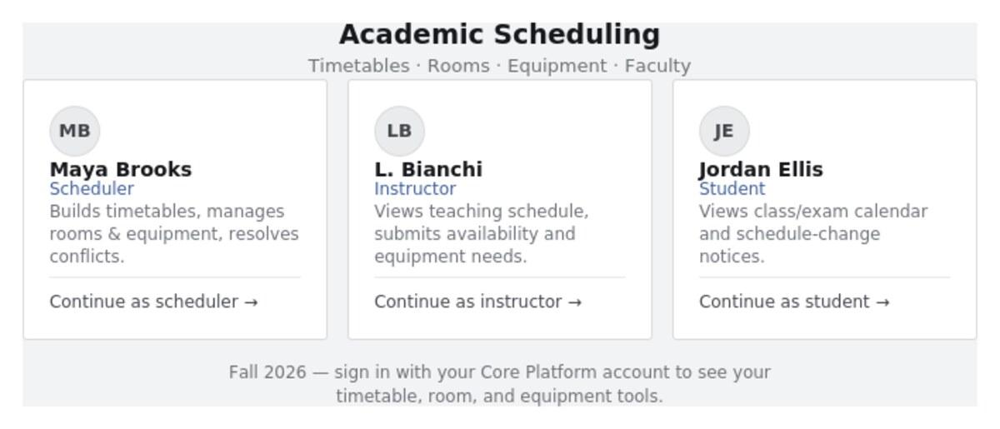 Academic Scheduling
Timetables · Rooms · Equipment · Faculty
MB
Maya Brooks
Scheduler
Builds timetables, manages
rooms & equipment, resolves
conflicts.
Continue as scheduler →
LB
L. Bianchi
Instructor
Views teaching schedule,
submits availability and
equipment needs.
Continue as instructor →
JE
Jordan Ellis
Student
Views class/exam calendar
and schedule-change
notices.
Continue as student →
Fall 2026 — sign in with your Core Platform account to see your
timetable, room, and equipment tools.